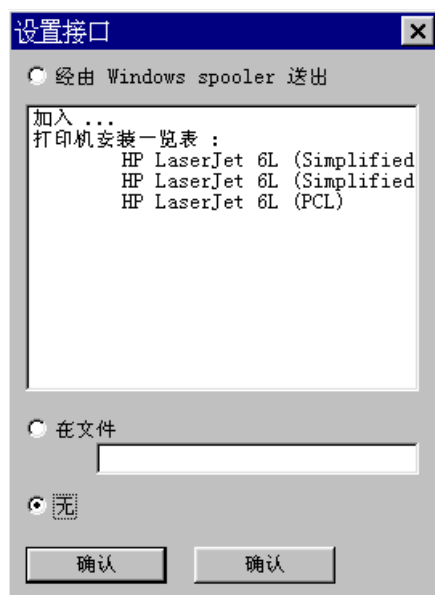 设置接口
经由 Windows spooler 送出
加入 ...
打印机安装一览表 :
HP LaserJet 6L (Simplified
HP LaserJet 6L (Simplified
HP LaserJet 6L (PCL)
在文件
无
确认
确认